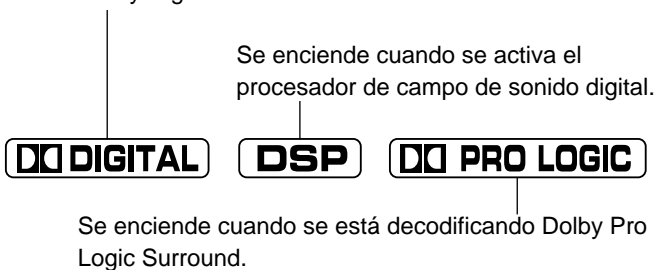 Se enciende cuando se activa el
procesador de campo de sonido digital.
DIGITAL DSP PRO LOGIC
Se enciende cuando se está decodificando Dolby Pro
Logic Surround.